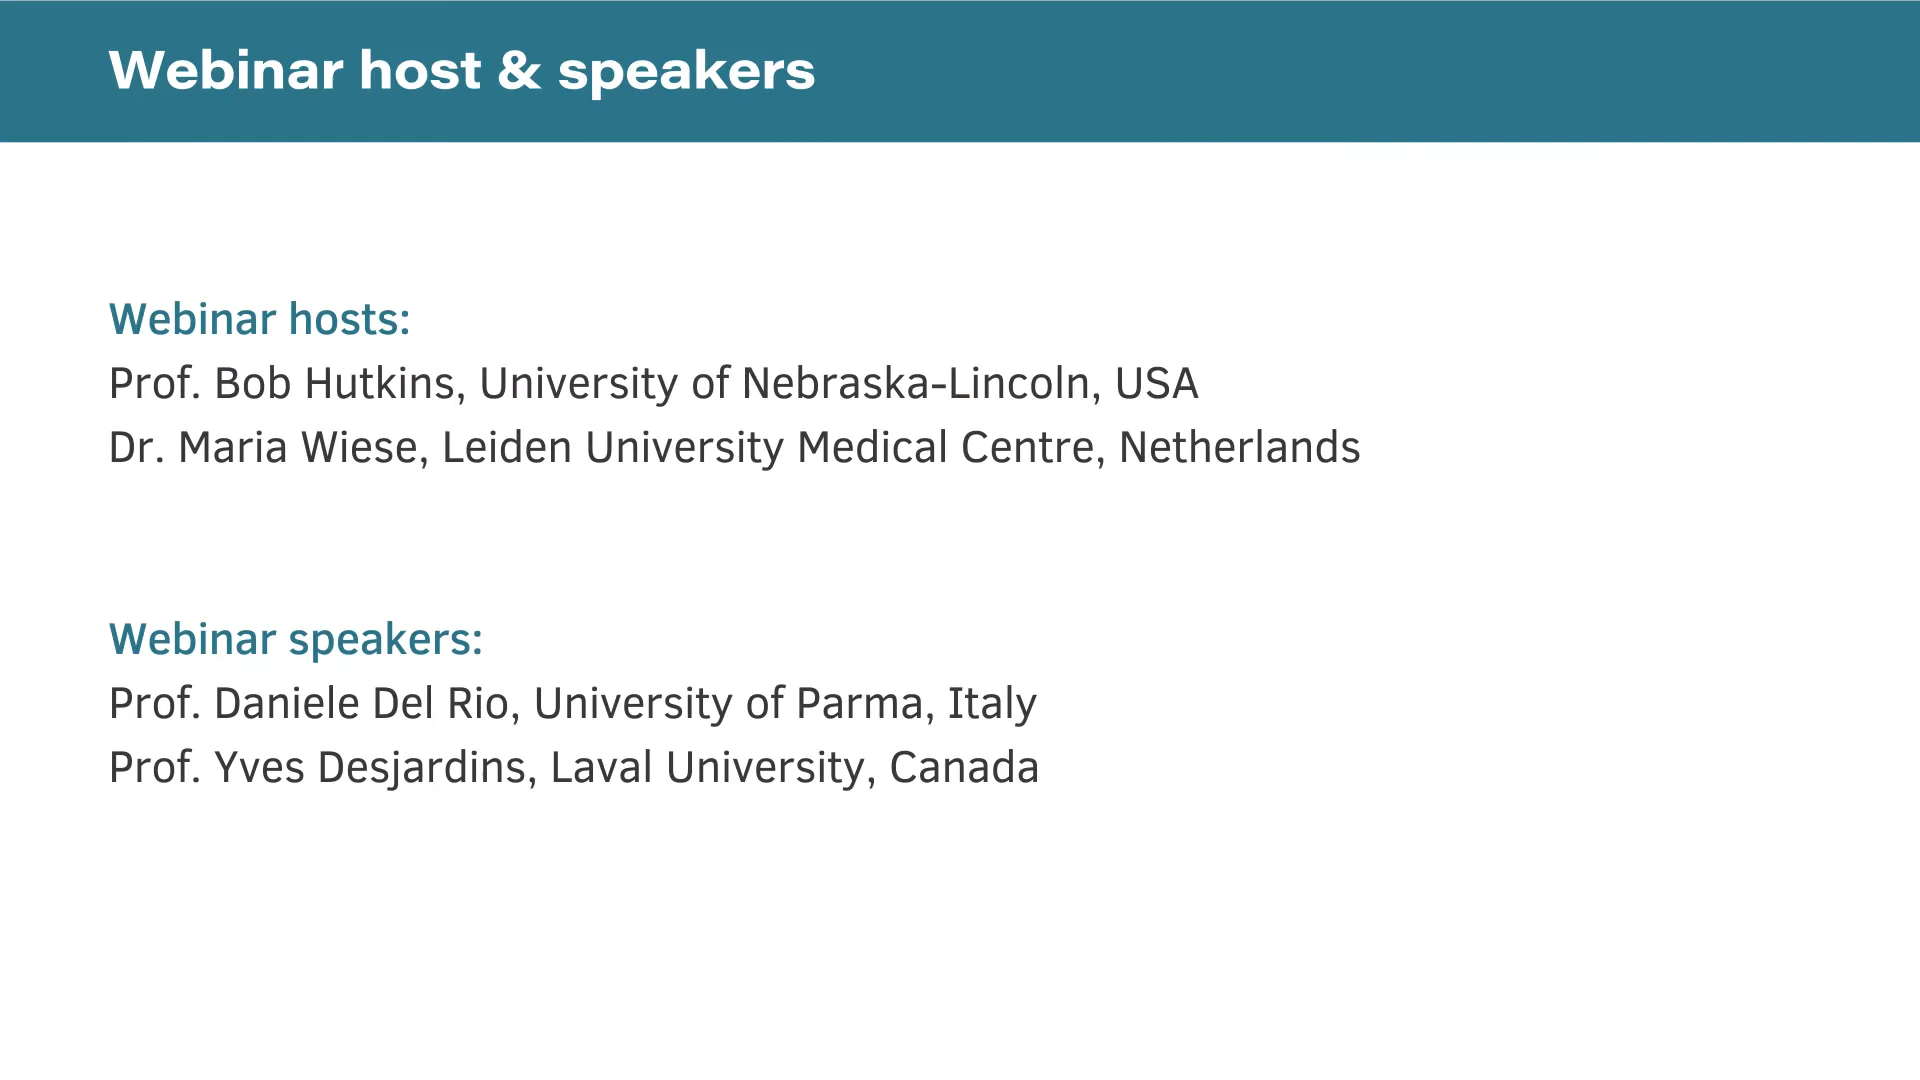 Webinar host & speakers
Webinar hosts:
Prof. Bob Hutkins, University of Nebraska-Lincoln, USA
Dr. Maria Wiese, Leiden University Medical Centre, Netherlands
Webinar speakers:
Prof. Daniele Del Rio, University of Parma, Italy
Prof. Yves Desjardins, Laval University, Canada